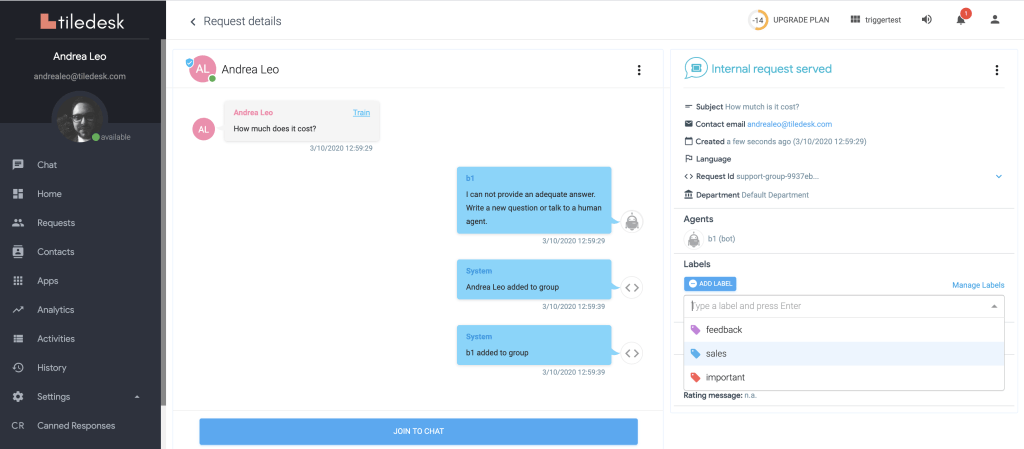 tiledesk
Andrea Leo
andrealeo@tiledesk.com
available
Chat
Home
Requests
Contacts
Apps
Analytics
Activities
History
Settings
CR Canned Responses
Request details
-14 UPGRADE PLAN
triggertest
1
AL Andrea Leo
AL
Andrea Leo Train
How much does it cost?
3/10/2020 12:59:29
b1
I can not provide an adequate answer.
Write a new question or talk to a human
agent.
3/10/2020 12:59:29
System
Andrea Leo added to group
3/10/2020 12:59:39
System
b1 added to group
3/10/2020 12:59:39
JOIN TO CHAT
Internal request served
Subject How mutch is it cost?
Contact email andrealeo@tiledesk.com
Created a few seconds ago (3/10/2020 12:59:29)
Language
Request Id support-group-9937eb...
Department Default Department
Agents
b1 (bot)
Labels
ADD LABEL
Manage Labels
Type a label and press Enter
feedback
sales
important
Rating message: n.a.